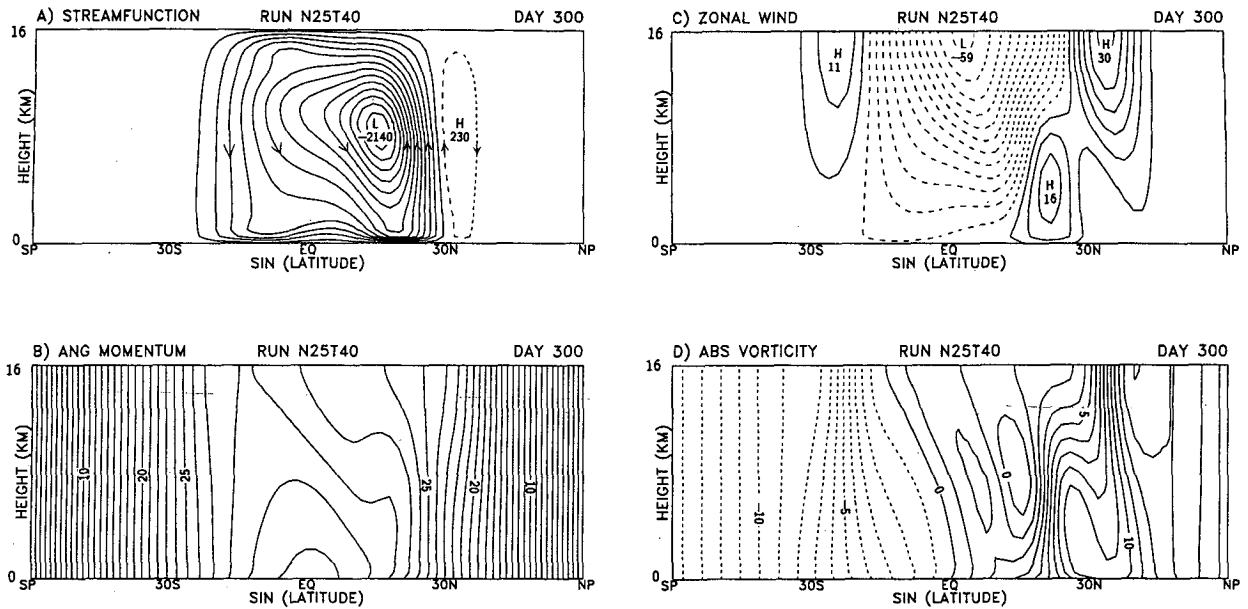 A) STREAMFUNCTION RUN N25T40 DAY 300
16
HEIGHT (KM)
L
-2140
H
230
0
SP 30S EQ 30N NP
SIN (LATITUDE)
C) ZONAL WIND RUN N25T40 DAY 300
16
HEIGHT (KM)
H
11
L
-59
H
30
H
16
0
SP 30S EQ 30N NP
SIN (LATITUDE)
B) ANG MOMENTUM RUN N25T40 DAY 300
16
HEIGHT (KM)
10 20 25 25 20 10
0
SP 30S EQ 30N NP
SIN (LATITUDE)
D) ABS VORTICITY RUN N25T40 DAY 300
16
HEIGHT (KM)
-10 -5 0 0 5 10
0
SP 30S EQ 30N NP
SIN (LATITUDE)